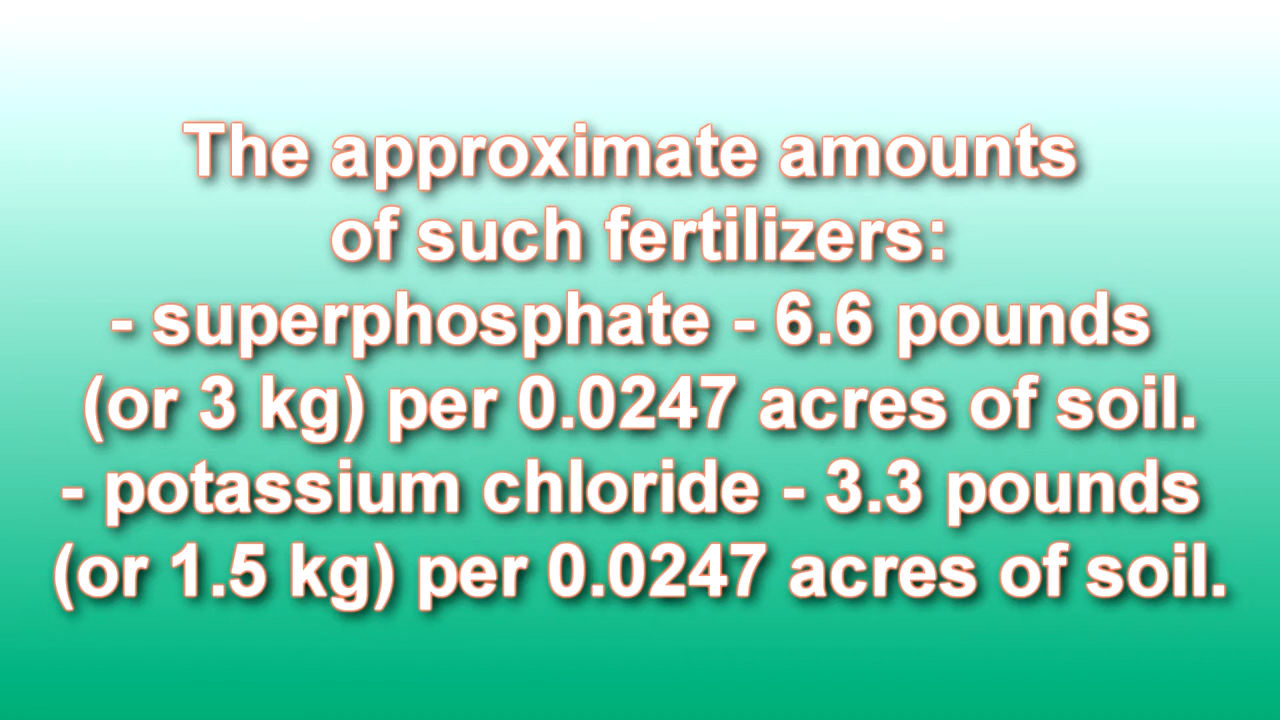 The approximate amounts
of such fertilizers:
- superphosphate - 6.6 pounds
(or 3 kg) per 0.0247 acres of soil.
- potassium chloride - 3.3 pounds
(or 1.5 kg) per 0.0247 acres of soil.